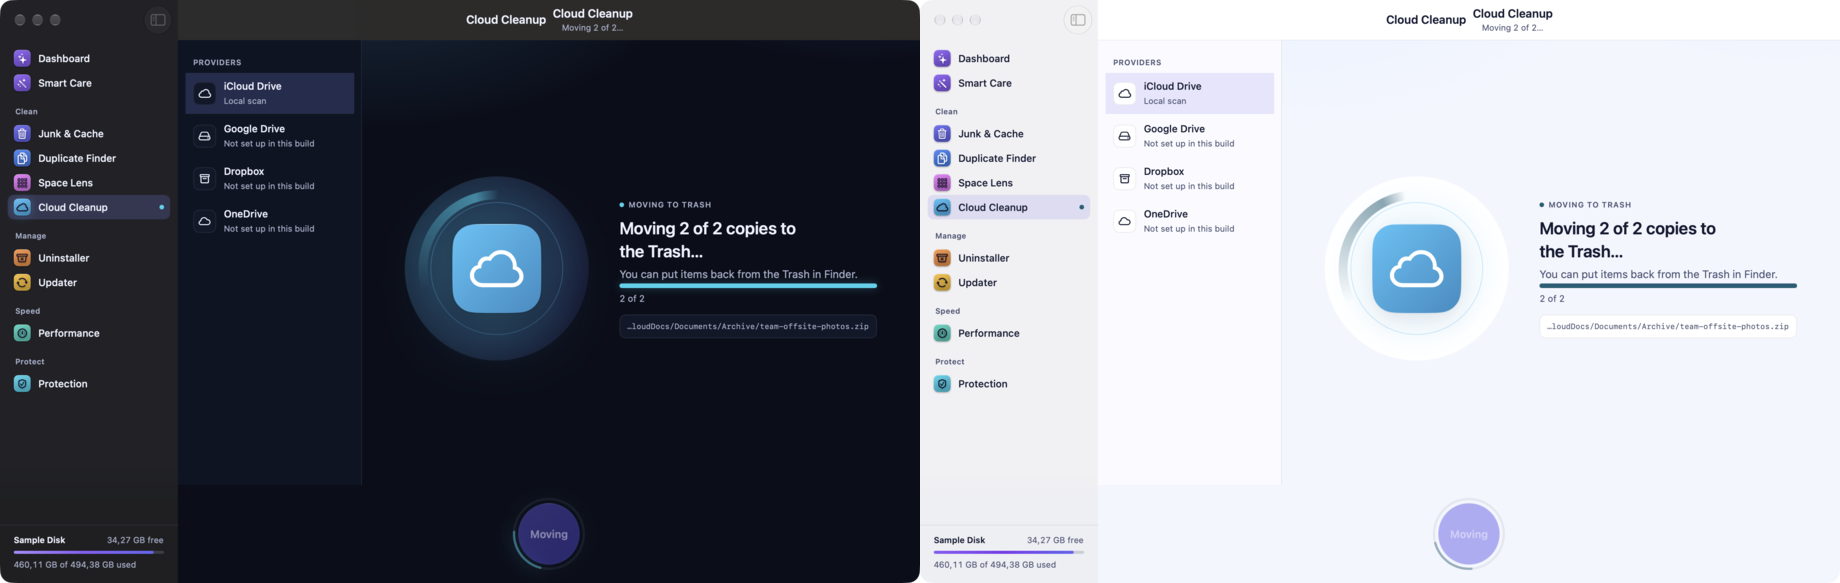 Cloud Cleanup
Cloud Cleanup
Moving 2 of 2...
Dashboard
Smart Care
Clean
Junk & Cache
Duplicate Finder
Space Lens
Cloud Cleanup
Manage
Uninstaller
Updater
Speed
Performance
Protect
Protection
Sample Disk
34,27 GB free
460,11 GB of 494,38 GB used
PROVIDERS
iCloud Drive
Local scan
Google Drive
Not set up in this build
Dropbox
Not set up in this build
OneDrive
Not set up in this build
MOVING TO TRASH
Moving 2 of 2 copies to
the Trash...
You can put items back from the Trash in Finder.
2 of 2
…loudDocs/Documents/Archive/team-offsite-photos.zip
Moving
Cloud Cleanup
Cloud Cleanup
Moving 2 of 2...
Dashboard
Smart Care
Clean
Junk & Cache
Duplicate Finder
Space Lens
Cloud Cleanup
Manage
Uninstaller
Updater
Speed
Performance
Protect
Protection
Sample Disk
34,27 GB free
460,11 GB of 494,38 GB used
PROVIDERS
iCloud Drive
Local scan
Google Drive
Not set up in this build
Dropbox
Not set up in this build
OneDrive
Not set up in this build
MOVING TO TRASH
Moving 2 of 2 copies to
the Trash...
You can put items back from the Trash in Finder.
2 of 2
…loudDocs/Documents/Archive/team-offsite-photos.zip
Moving